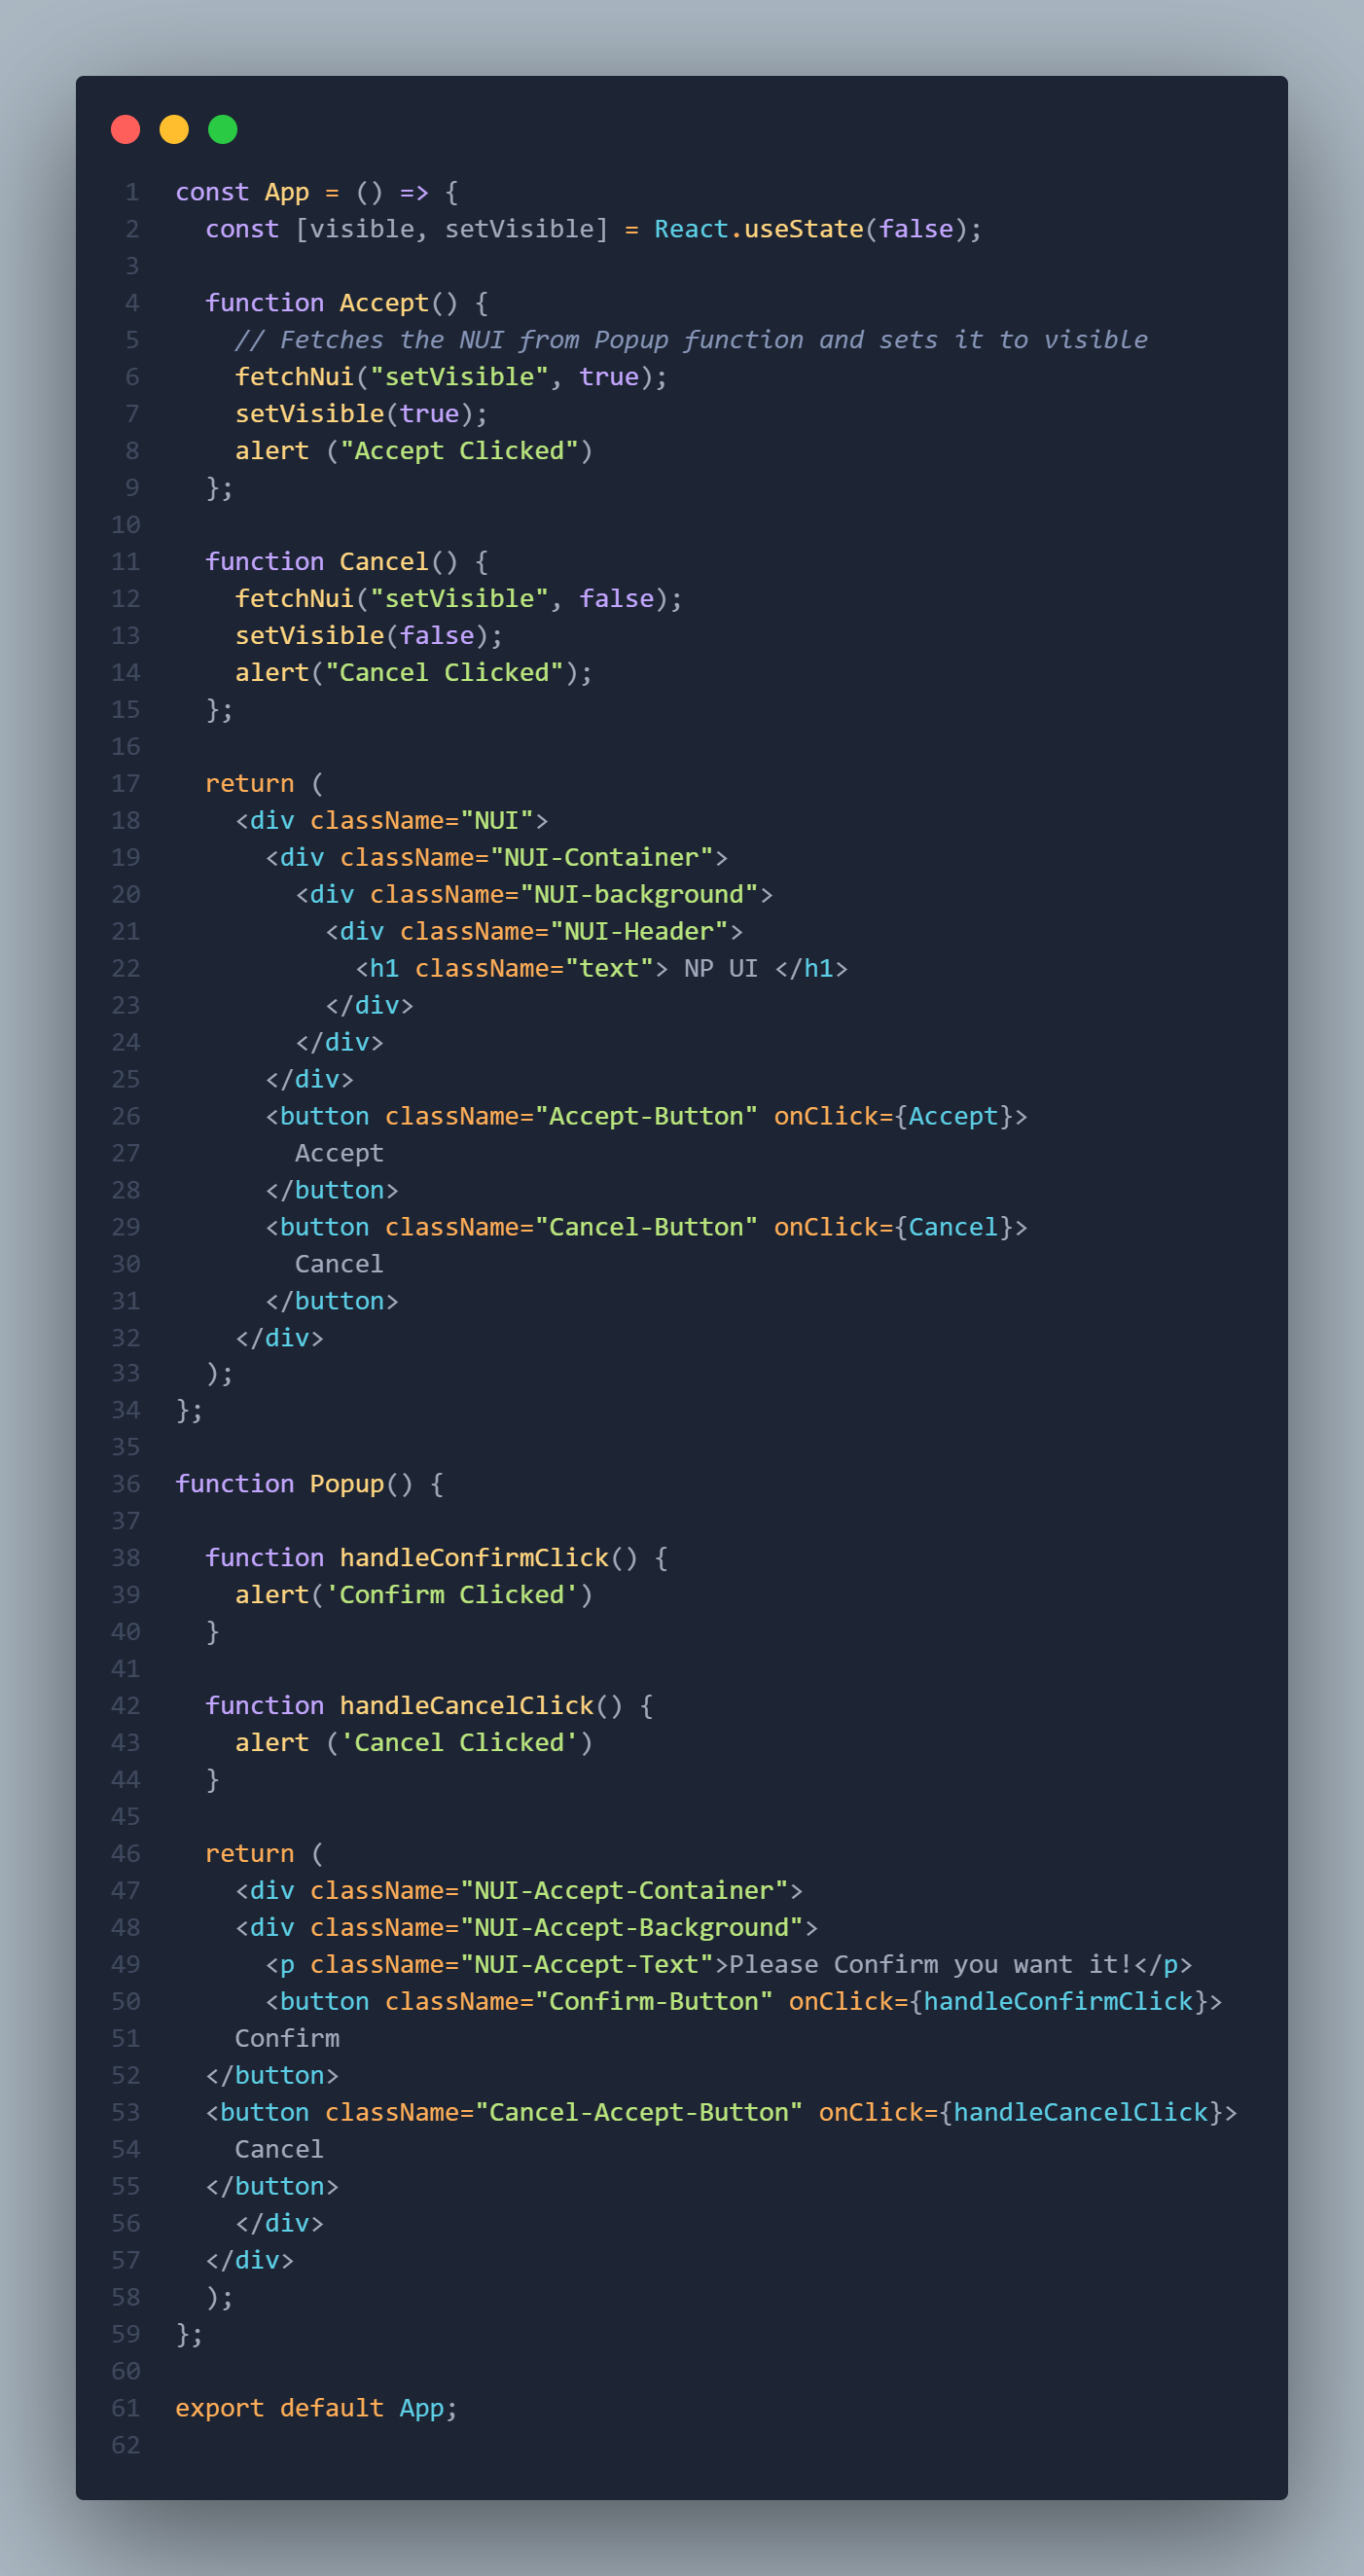 1 const App = () => {
2   const [visible, setVisible] = React.useState(false);
3
4   function Accept() {
5     // Fetches the NUI from Popup function and sets it to visible
6     fetchNui("setVisible", true);
7     setVisible(true);
8     alert ("Accept Clicked")
9   };
10
11   function Cancel() {
12     fetchNui("setVisible", false);
13     setVisible(false);
14     alert("Cancel Clicked");
15   };
16
17   return (
18     <div className="NUI">
19       <div className="NUI-Container">
20         <div className="NUI-background">
21           <div className="NUI-Header">
22             <h1 className="text"> NP UI </h1>
23           </div>
24         </div>
25       </div>
26       <button className="Accept-Button" onClick={Accept}>
27         Accept
28       </button>
29       <button className="Cancel-Button" onClick={Cancel}>
30         Cancel
31       </button>
32     </div>
33   );
34 };
35
36 function Popup() {
37
38   function handleConfirmClick() {
39     alert('Confirm Clicked')
40   }
41
42   function handleCancelClick() {
43     alert ('Cancel Clicked')
44   }
45
46   return (
47     <div className="NUI-Accept-Container">
48     <div className="NUI-Accept-Background">
49       <p className="NUI-Accept-Text">Please Confirm you want it!</p>
50       <button className="Confirm-Button" onClick={handleConfirmClick}>
51     Confirm
52   </button>
53   <button className="Cancel-Accept-Button" onClick={handleCancelClick}>
54     Cancel
55   </button>
56     </div>
57   </div>
58   );
59 };
60
61 export default App;
62